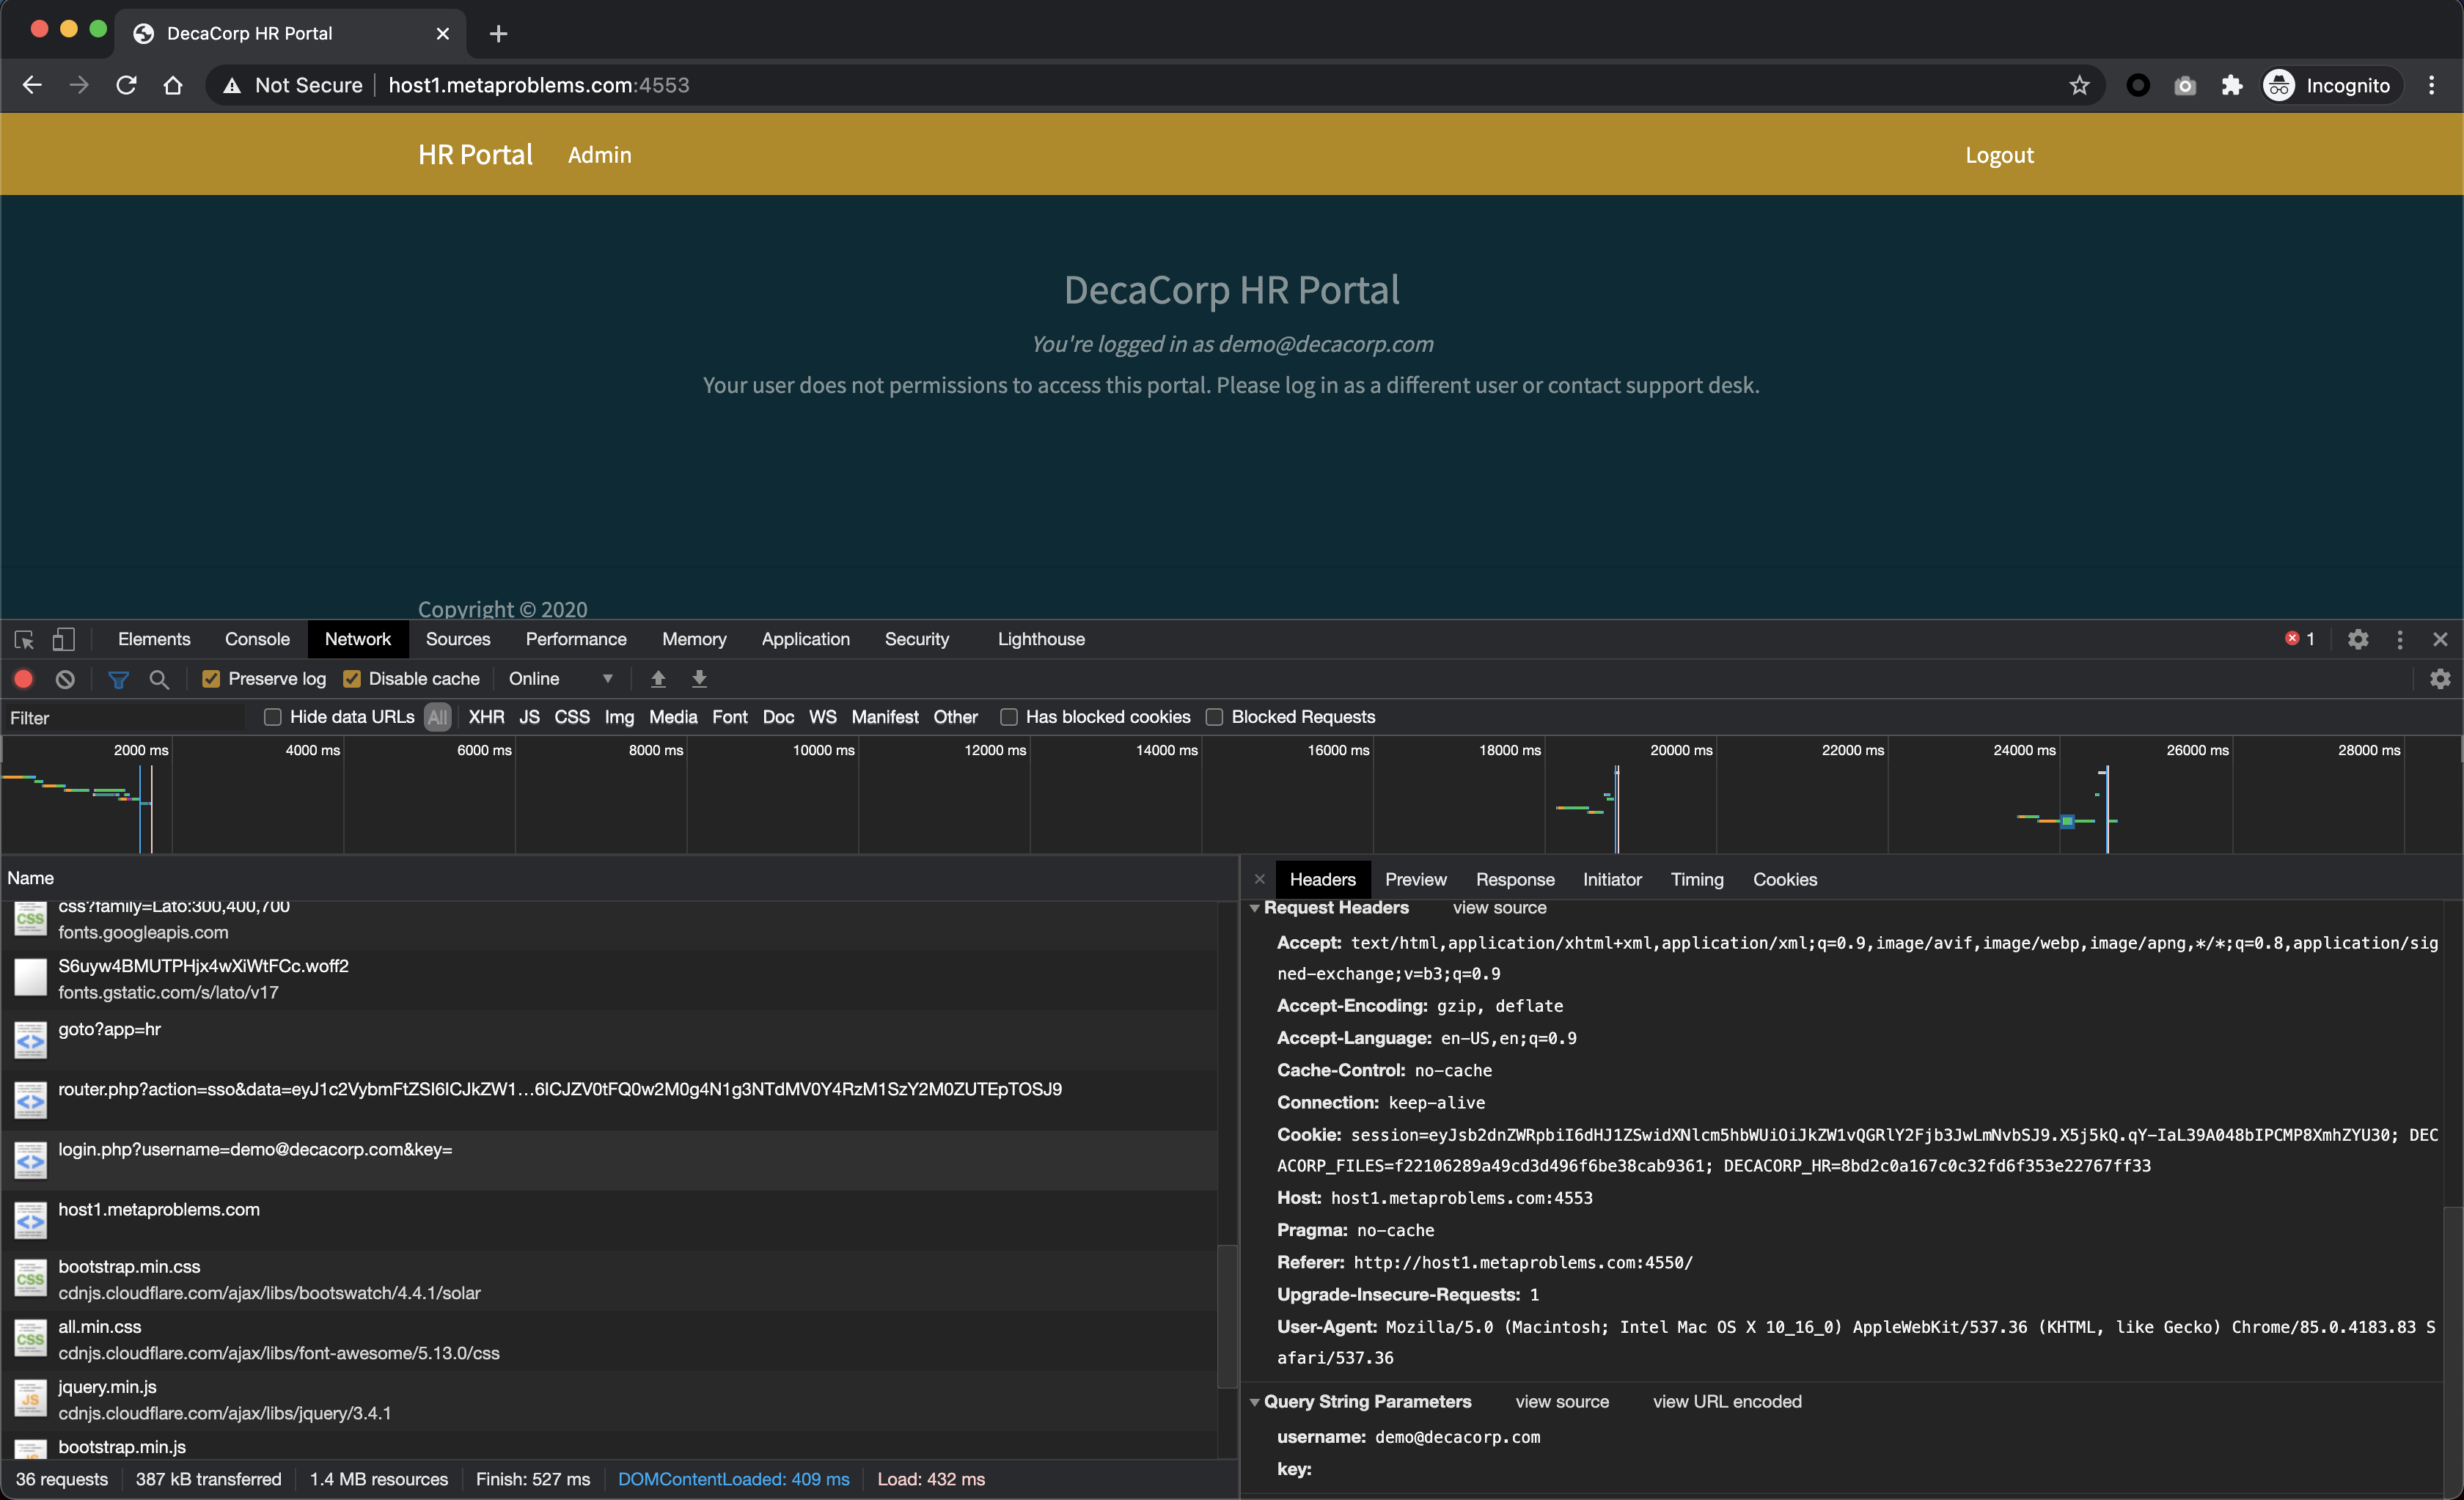 DecaCorp HR Portal
Not Secure host1.metaproblems.com:4553
Incognito
HR Portal Admin Logout
DecaCorp HR Portal
You're logged in as demo@decacorp.com
Your user does not permissions to access this portal. Please log in as a different user or contact support desk.
Copyright © 2020
Elements Console Network Sources Performance Memory Application Security Lighthouse 1
Preserve log Disable cache Online
Filter Hide data URLs All XHR JS CSS Img Media Font Doc WS Manifest Other Has blocked cookies Blocked Requests
2000 ms 4000 ms 6000 ms 8000 ms 10000 ms 12000 ms 14000 ms 16000 ms 18000 ms 20000 ms 22000 ms 24000 ms 26000 ms 28000 ms
Name
css?family=Lato:300,400,700
fonts.googleapis.com
S6uyw4BMUTPHjx4wXiWtFCc.woff2
fonts.gstatic.com/s/lato/v17
goto?app=hr
router.php?action=sso&data=eyJ1c2VybmFtZSI6ICJkZW1…6ICJZV0tFQ0w2M0g4N1g3NTdMV0Y4RzM1SzY2M0ZUTEpTOSJ9
login.php?username=demo@decacorp.com&key=
host1.metaproblems.com
bootstrap.min.css
cdnjs.cloudflare.com/ajax/libs/bootswatch/4.4.1/solar
all.min.css
cdnjs.cloudflare.com/ajax/libs/font-awesome/5.13.0/css
jquery.min.js
cdnjs.cloudflare.com/ajax/libs/jquery/3.4.1
bootstrap.min.js
36 requests 387 kB transferred 1.4 MB resources Finish: 527 ms DOMContentLoaded: 409 ms Load: 432 ms
Headers Preview Response Initiator Timing Cookies
Request Headers view source
Accept: text/html,application/xhtml+xml,application/xml;q=0.9,image/avif,image/webp,image/apng,*/*;q=0.8,application/sig
ned-exchange;v=b3;q=0.9
Accept-Encoding: gzip, deflate
Accept-Language: en-US,en;q=0.9
Cache-Control: no-cache
Connection: keep-alive
Cookie: session=eyJsb2dnZWRpbiI6dHJ1ZSwidXNlcm5hbWUiOiJkZW1vQGRlY2Fjb3JwLmNvbSJ9.X5j5kQ.qY-IaL39A048bIPCMP8XmhZYU30; DEC
ACORP_FILES=f22106289a49cd3d496f6be38cab9361; DECACORP_HR=8bd2c0a167c0c32fd6f353e22767ff33
Host: host1.metaproblems.com:4553
Pragma: no-cache
Referer: http://host1.metaproblems.com:4550/
Upgrade-Insecure-Requests: 1
User-Agent: Mozilla/5.0 (Macintosh; Intel Mac OS X 10_16_0) AppleWebKit/537.36 (KHTML, like Gecko) Chrome/85.0.4183.83 S
afari/537.36
Query String Parameters view source view URL encoded
username: demo@decacorp.com
key: